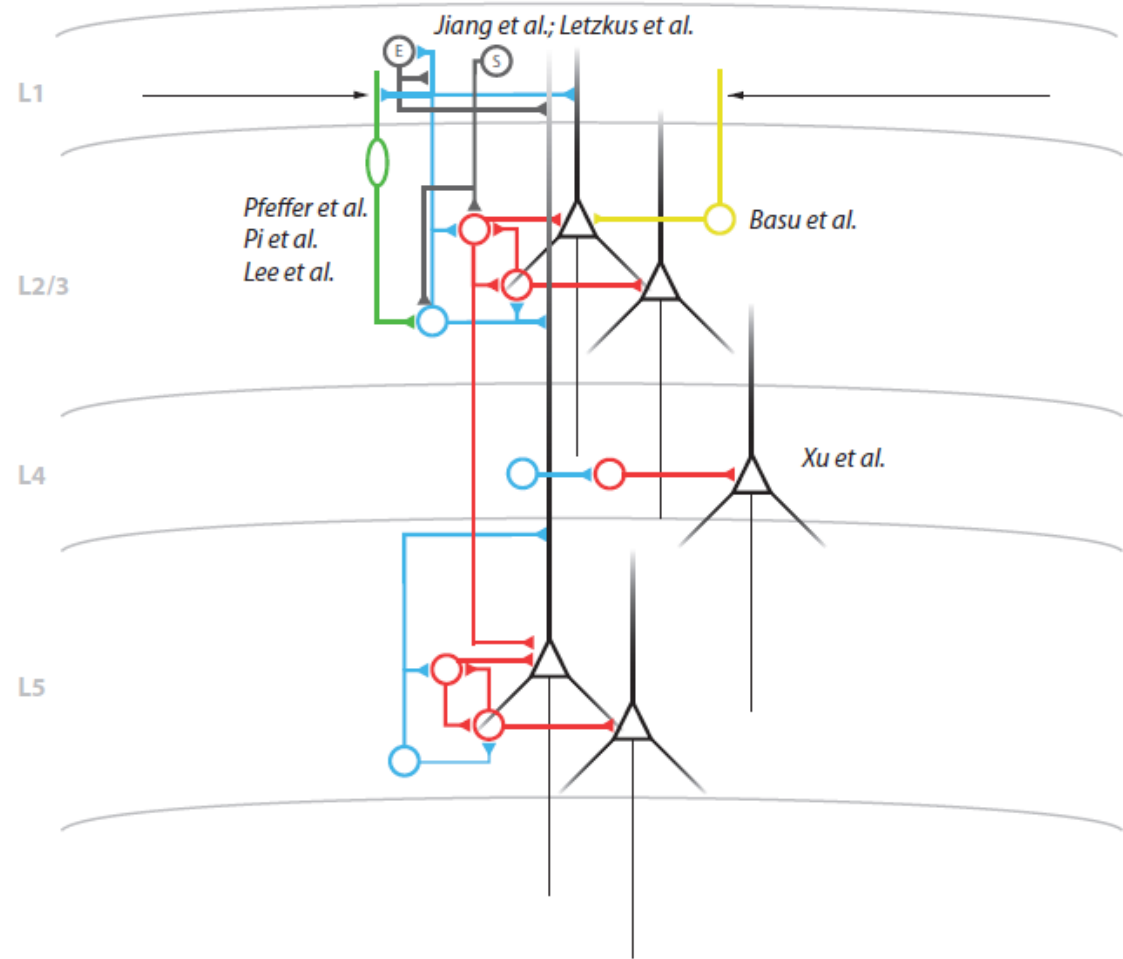 Jiang et al.; Letzkus et al.
E
S
L1
Pfeffer et al.
Pi et al.
Lee et al.
Basu et al.
L2/3
Xu et al.
L4
L5